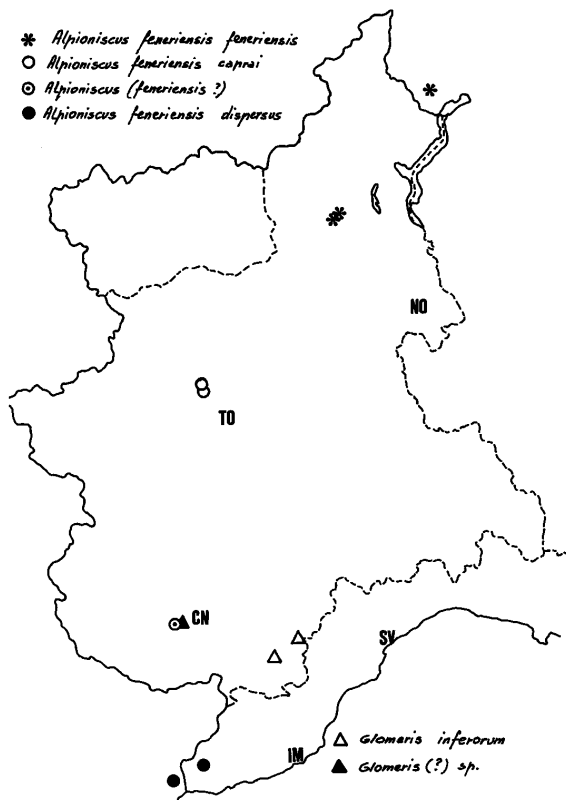 Alpioniscus feneriensis feneriensis
Alpioniscus feneriensis caprai
Alpioniscus (feneriensis ?)
Alpioniscus feneriensis dispersus
NO
TO
CN
SV
IM
Glomeris inferorum
Glomeris (?) sp.